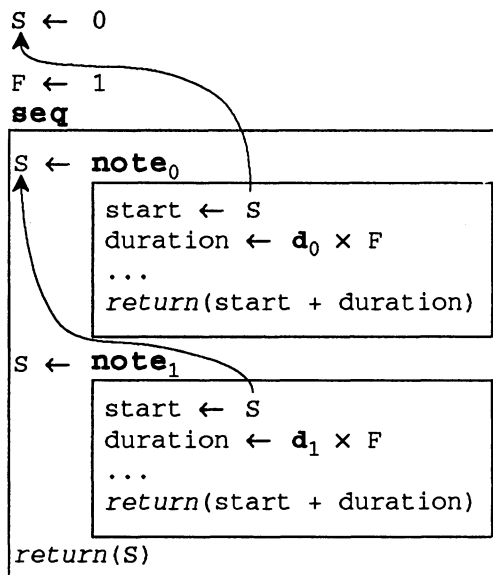 S ← 0
F ← 1
seq
S ← note₀
start ← S
duration ← d₀ × F
...
return(start + duration)
S ← note₁
start ← S
duration ← d₁ × F
...
return(start + duration)
return(S)